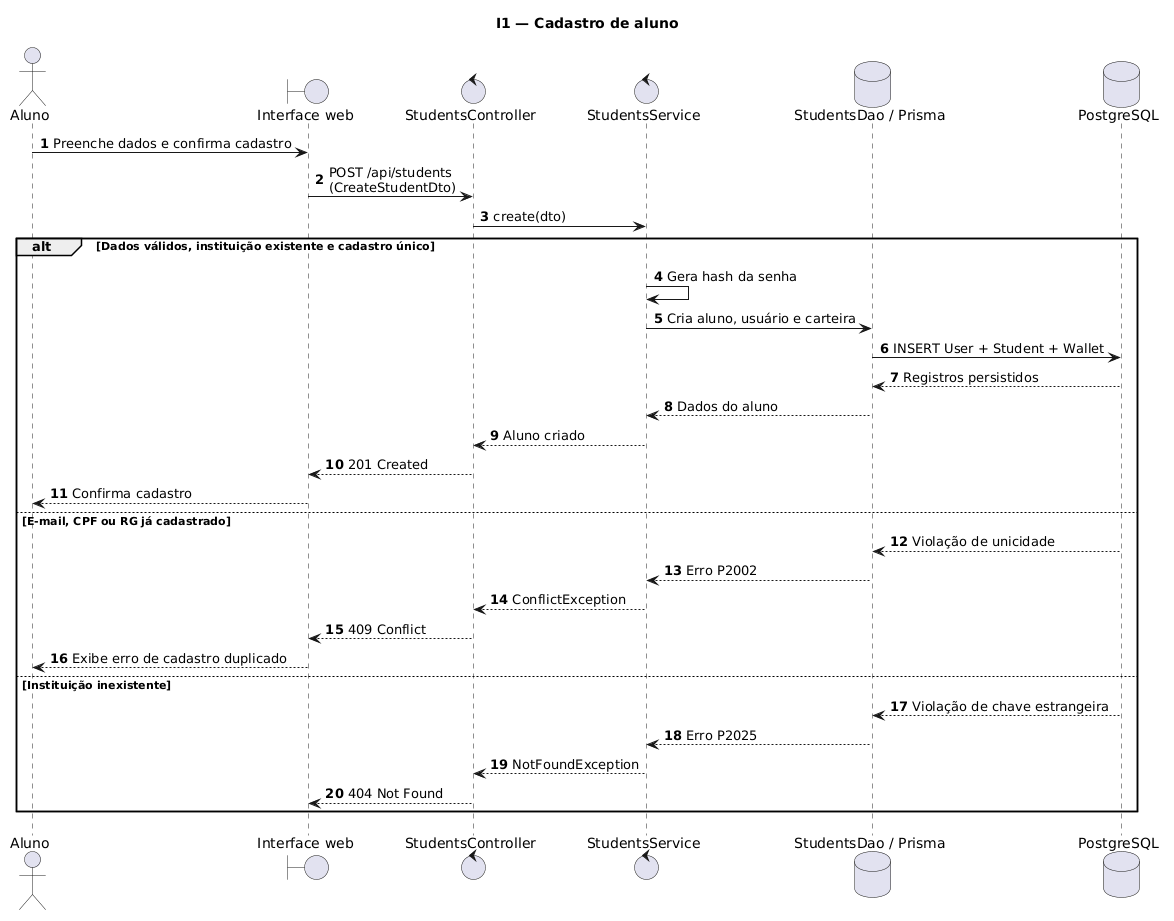 I1 — Cadastro de aluno
Aluno
Interface web
StudentsController
StudentsService
StudentsDao / Prisma
PostgreSQL
1 Preenche dados e confirma cadastro
2 POST /api/students
(CreateStudentDto)
3 create(dto)
alt [Dados válidos, instituição existente e cadastro único]
4 Gera hash da senha
5 Cria aluno, usuário e carteira
6 INSERT User + Student + Wallet
7 Registros persistidos
8 Dados do aluno
9 Aluno criado
10 201 Created
11 Confirma cadastro
[E-mail, CPF ou RG já cadastrado]
12 Violação de unicidade
13 Erro P2002
14 ConflictException
15 409 Conflict
16 Exibe erro de cadastro duplicado
[Instituição inexistente]
17 Violação de chave estrangeira
18 Erro P2025
19 NotFoundException
20 404 Not Found
Aluno
Interface web
StudentsController
StudentsService
StudentsDao / Prisma
PostgreSQL